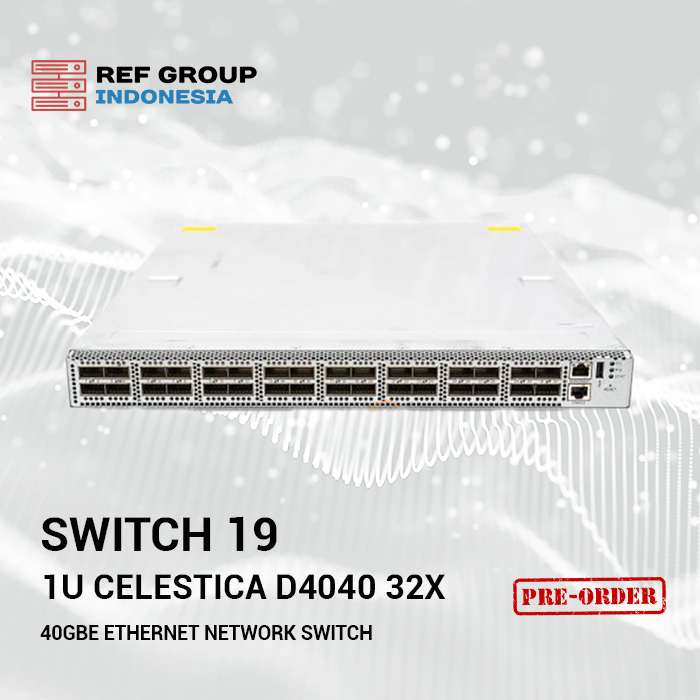 REF GROUP
INDONESIA
SWITCH 19
1U CELESTICA D4040 32X
PRE-ORDER
40GBE ETHERNET NETWORK SWITCH